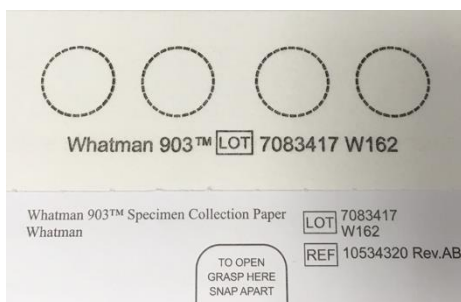 Whatman 903™ LOT 7083417 W162
Whatman 903™ Specimen Collection Paper
Whatman
LOT 7083417
W162
REF 10534320 Rev.AB
TO OPEN
GRASP HERE
SNAP APART